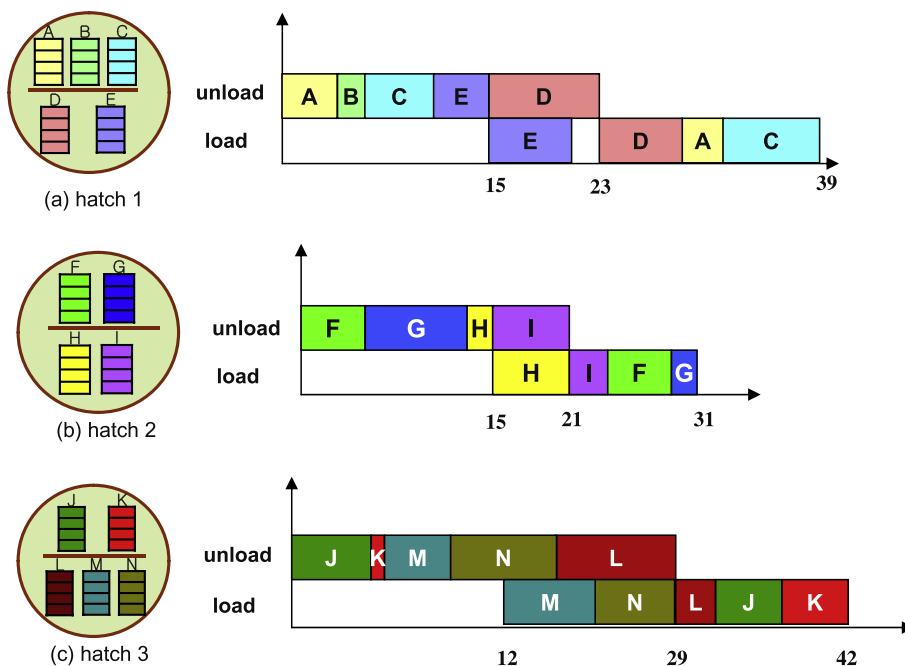 A B C
D E
(a) hatch 1
unload A B C E D
load E D A C
15 23 39
F G
H I
(b) hatch 2
unload F G H I
load H I F G
15 21 31
J K
L M N
(c) hatch 3
unload J K M N L
load M N L J K
12 29 42